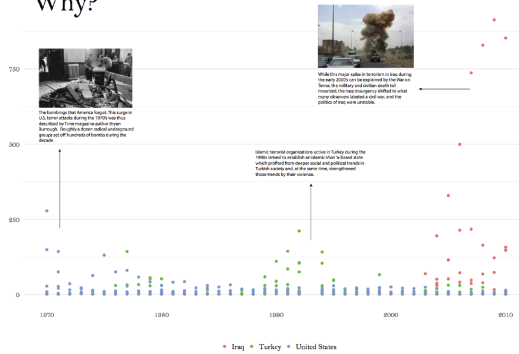 Why?
While this major spike in terrorism in Iraq during
the early 2000's can be explained by the War on
Terror, the military and civilian death toll
mounted, the Iraqi insurgency shifted to what
many observers labeled a civil war, and the
politics of Iraq were unstable.
750
The bombings that America forgot. This surge in
U.S. terror attacks during the 1970's was thus
described by Time magazine author Bryan
Burrough. Roughly a dozen radical underground
groups set off hundreds of bombs during the
decade.
500
Islamic terrorist organizations active in Turkey during the
1990s strived to establish an Islamic shari'a-based state
which profited from deeper social and political trends in
Turkish society and, at the same time, strengthened
those trends by their violence.
250
0
1970 1980 1990 2000 2010
Iraq Turkey United States